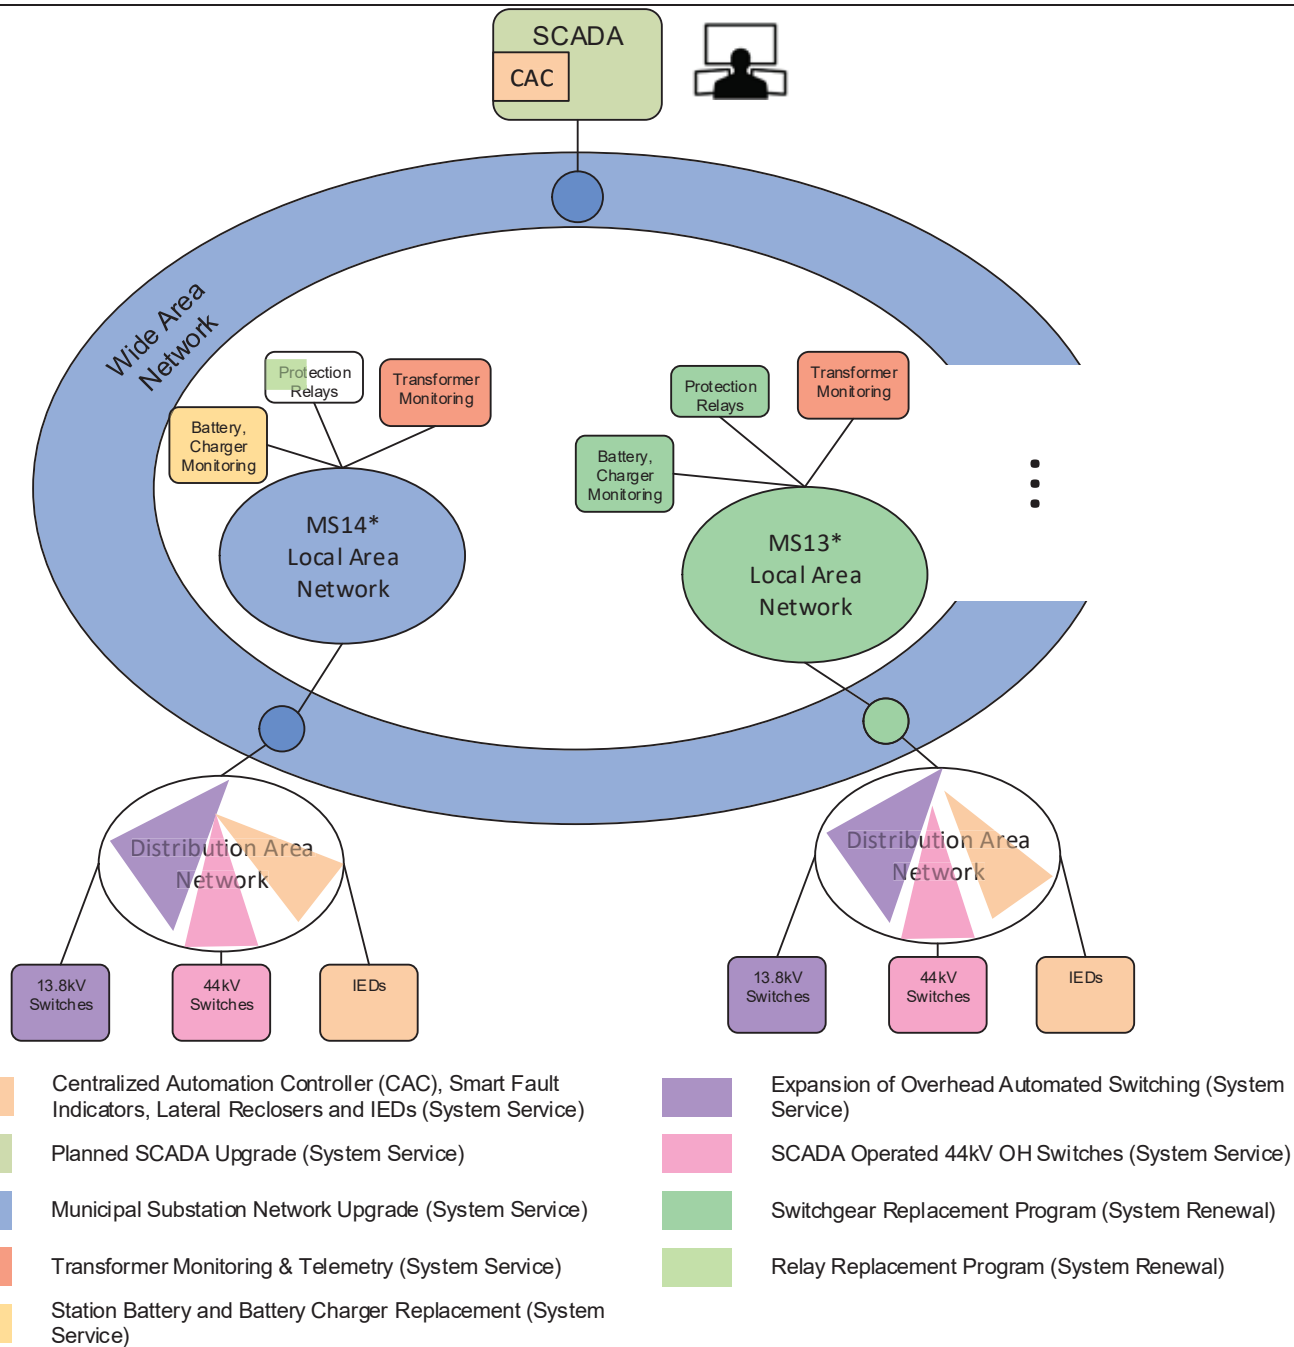 SCADA
CAC
Wide Area
Network
Protection
Relays
Transformer
Monitoring
Battery,
Charger
Monitoring
MS14*
Local Area
Network
Protection
Relays
Transformer
Monitoring
Battery,
Charger
Monitoring
MS13*
Local Area
Network
Distribution Area
Network
13.8kV
Switches
44kV
Switches
IEDs
Distribution Area
Network
13.8kV
Switches
44kV
Switches
IEDs
Centralized Automation Controller (CAC), Smart Fault
Indicators, Lateral Reclosers and IEDs (System Service)
Planned SCADA Upgrade (System Service)
Municipal Substation Network Upgrade (System Service)
Transformer Monitoring & Telemetry (System Service)
Station Battery and Battery Charger Replacement (System
Service)
Expansion of Overhead Automated Switching (System
Service)
SCADA Operated 44kV OH Switches (System Service)
Switchgear Replacement Program (System Renewal)
Relay Replacement Program (System Renewal)